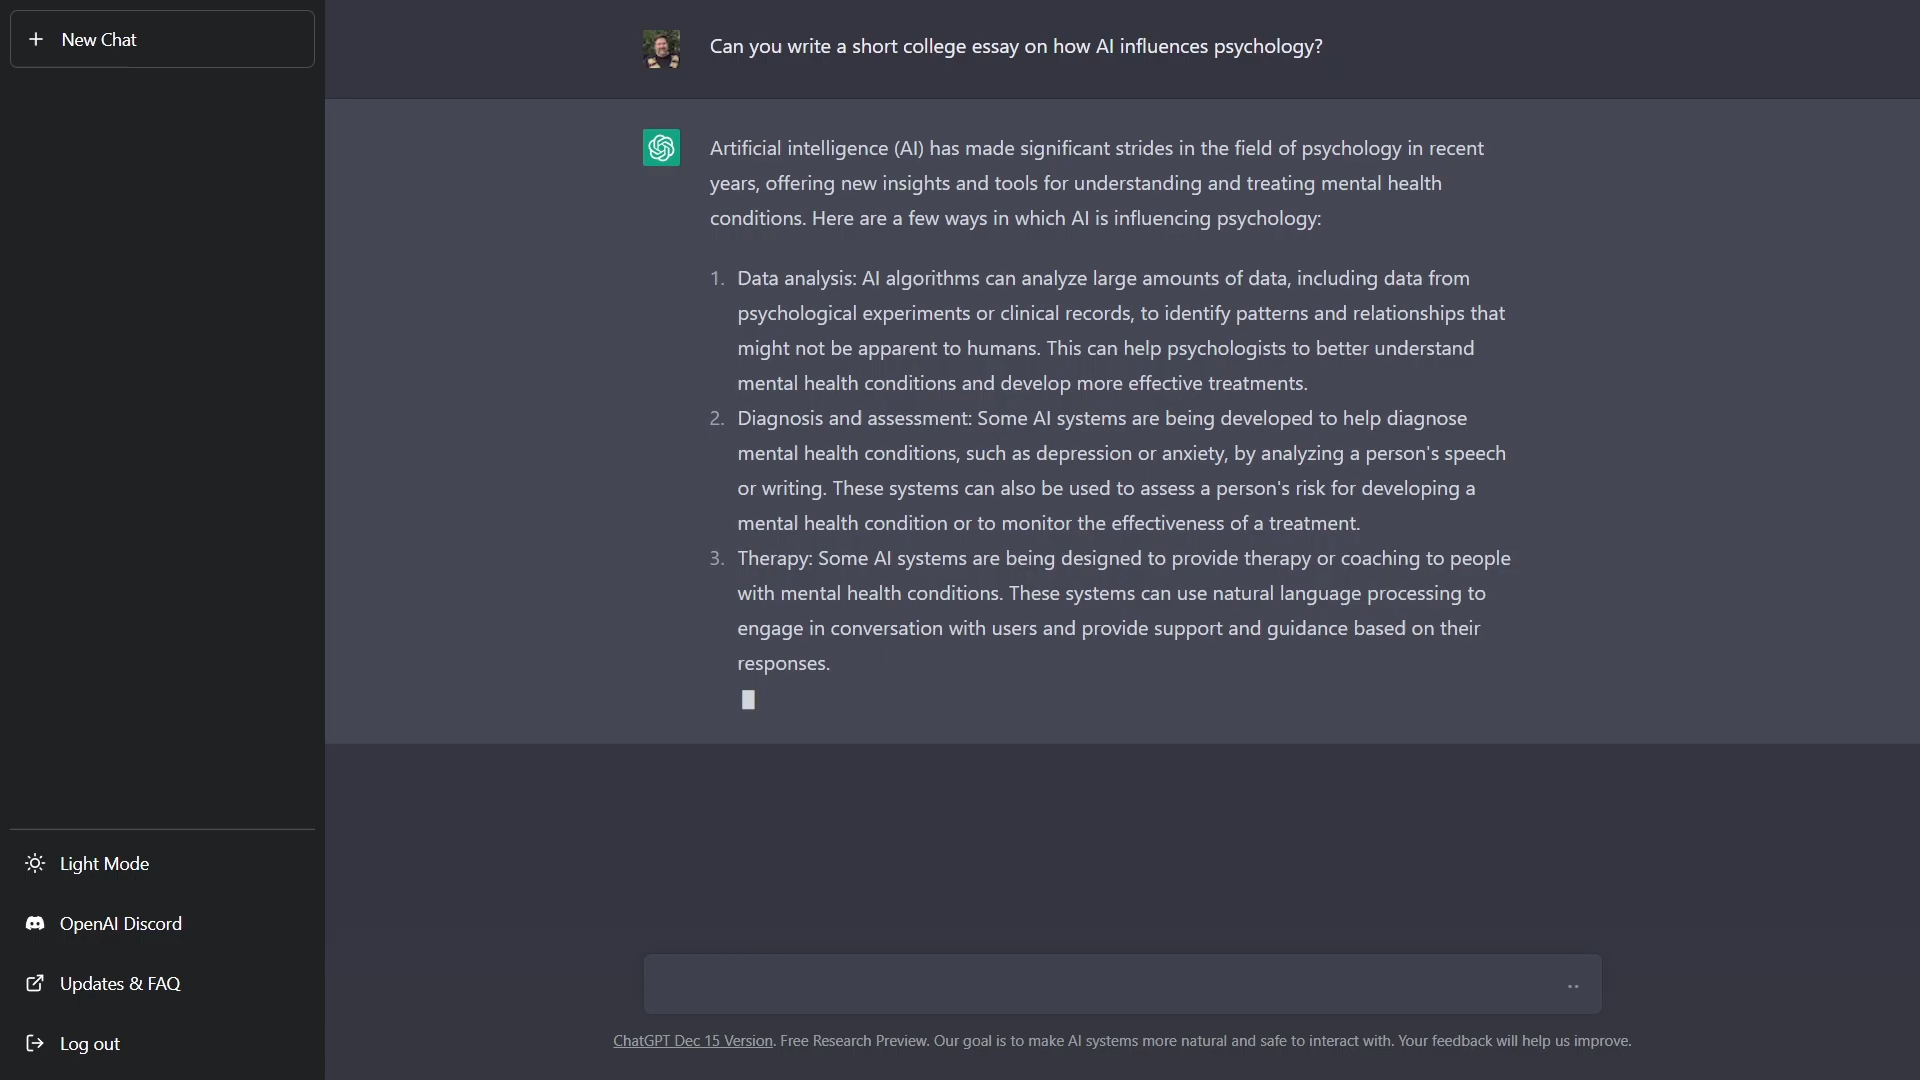 New Chat
Can you write a short college essay on how AI influences psychology?
Artificial intelligence (AI) has made significant strides in the field of psychology in recent
years, offering new insights and tools for understanding and treating mental health
conditions. Here are a few ways in which AI is influencing psychology:
1. Data analysis: AI algorithms can analyze large amounts of data, including data from
psychological experiments or clinical records, to identify patterns and relationships that
might not be apparent to humans. This can help psychologists to better understand
mental health conditions and develop more effective treatments.
2. Diagnosis and assessment: Some AI systems are being developed to help diagnose
mental health conditions, such as depression or anxiety, by analyzing a person's speech
or writing. These systems can also be used to assess a person's risk for developing a
mental health condition or to monitor the effectiveness of a treatment.
3. Therapy: Some AI systems are being designed to provide therapy or coaching to people
with mental health conditions. These systems can use natural language processing to
engage in conversation with users and provide support and guidance based on their
responses.
Light Mode
OpenAI Discord
Updates & FAQ
Log out
ChatGPT Dec 15 Version. Free Research Preview. Our goal is to make AI systems more natural and safe to interact with. Your feedback will help us improve.